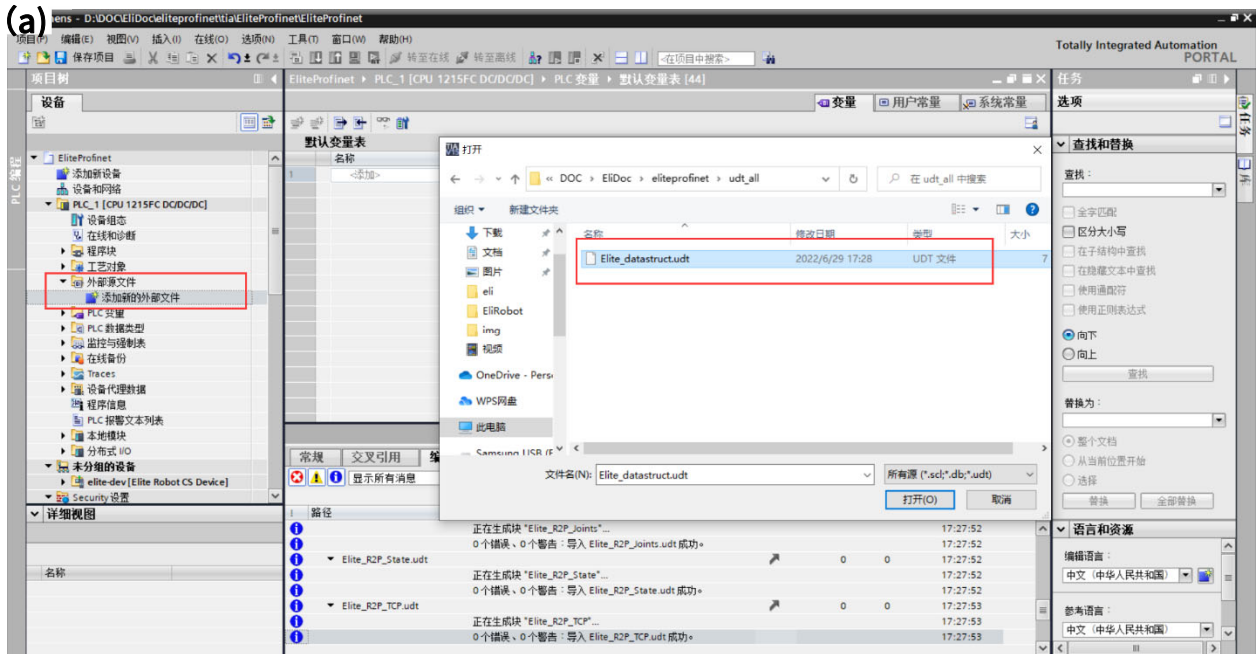 (a)
ens - D:\DOC\EliDoc\eliteprofinet\tia\EliteProfinet\EliteProfinet
项目(P) 编辑(E) 视图(V) 插入(I) 在线(O) 选项(N) 工具(T) 窗口(W) 帮助(H)
保存项目 转至在线 转至离线 <在项目中搜索>
Totally Integrated Automation
PORTAL
项目树
EliteProfinet PLC_1 [CPU 1215FC DC/DC/DC] PLC 变量 默认变量表 [44]
任务
设备
变量 用户常量 系统常量
选项
默认变量表
名称
1 <添加>
PLC 编程
EliteProfinet
添加新设备
设备和网络
PLC_1 [CPU 1215FC DC/DC/DC]
设备组态
在线和诊断
程序块
工艺对象
外部源文件
添加新的外部文件
PLC 变量
PLC 数据类型
监控与强制表
在线备份
Traces
设备代理数据
程序信息
PLC 报警文本列表
本地模块
分布式 I/O
未分组的设备
elite-dev [Elite Robot CS Device]
Security 设置
详细视图
名称
打开
« DOC › EliDoc › eliteprofinet › udt_all
在 udt_all 中搜索
组织 新建文件夹
名称 修改日期 类型 大小
Elite_datastruct.udt 2022/6/29 17:28 UDT 文件 7
下载
文档
图片
eli
EliRobot
img
视频
OneDrive - Pers
WPS网盘
此电脑
Samsung USB (F
文件名(N): Elite_datastruct.udt 所有源 (*.scl;*.db;*.udt)
打开(O) 取消
常规 交叉引用 编
显示所有消息
! 路径
正在生成块 "Elite_R2P_Joints"... 17:27:52
0 个错误、0 个警告：导入 Elite_R2P_Joints.udt 成功。 17:27:52
Elite_R2P_State.udt 0 0 17:27:52
正在生成块 "Elite_R2P_State"... 17:27:52
0 个错误、0 个警告：导入 Elite_R2P_State.udt 成功。 17:27:52
Elite_R2P_TCP.udt 0 0 17:27:53
正在生成块 "Elite_R2P_TCP"... 17:27:53
0 个错误、0 个警告：导入 Elite_R2P_TCP.udt 成功。 17:27:53
查找和替换
查找：
全字匹配
区分大小写
在子结构中查找
在隐藏文本中查找
使用通配符
使用正则表达式
向下
向上
查找
替换为：
整个文档
从当前位置开始
选择
替换 全部替换
语言和资源
编辑语言：
中文（中华人民共和国）
参考语言：
中文（中华人民共和国）
任务